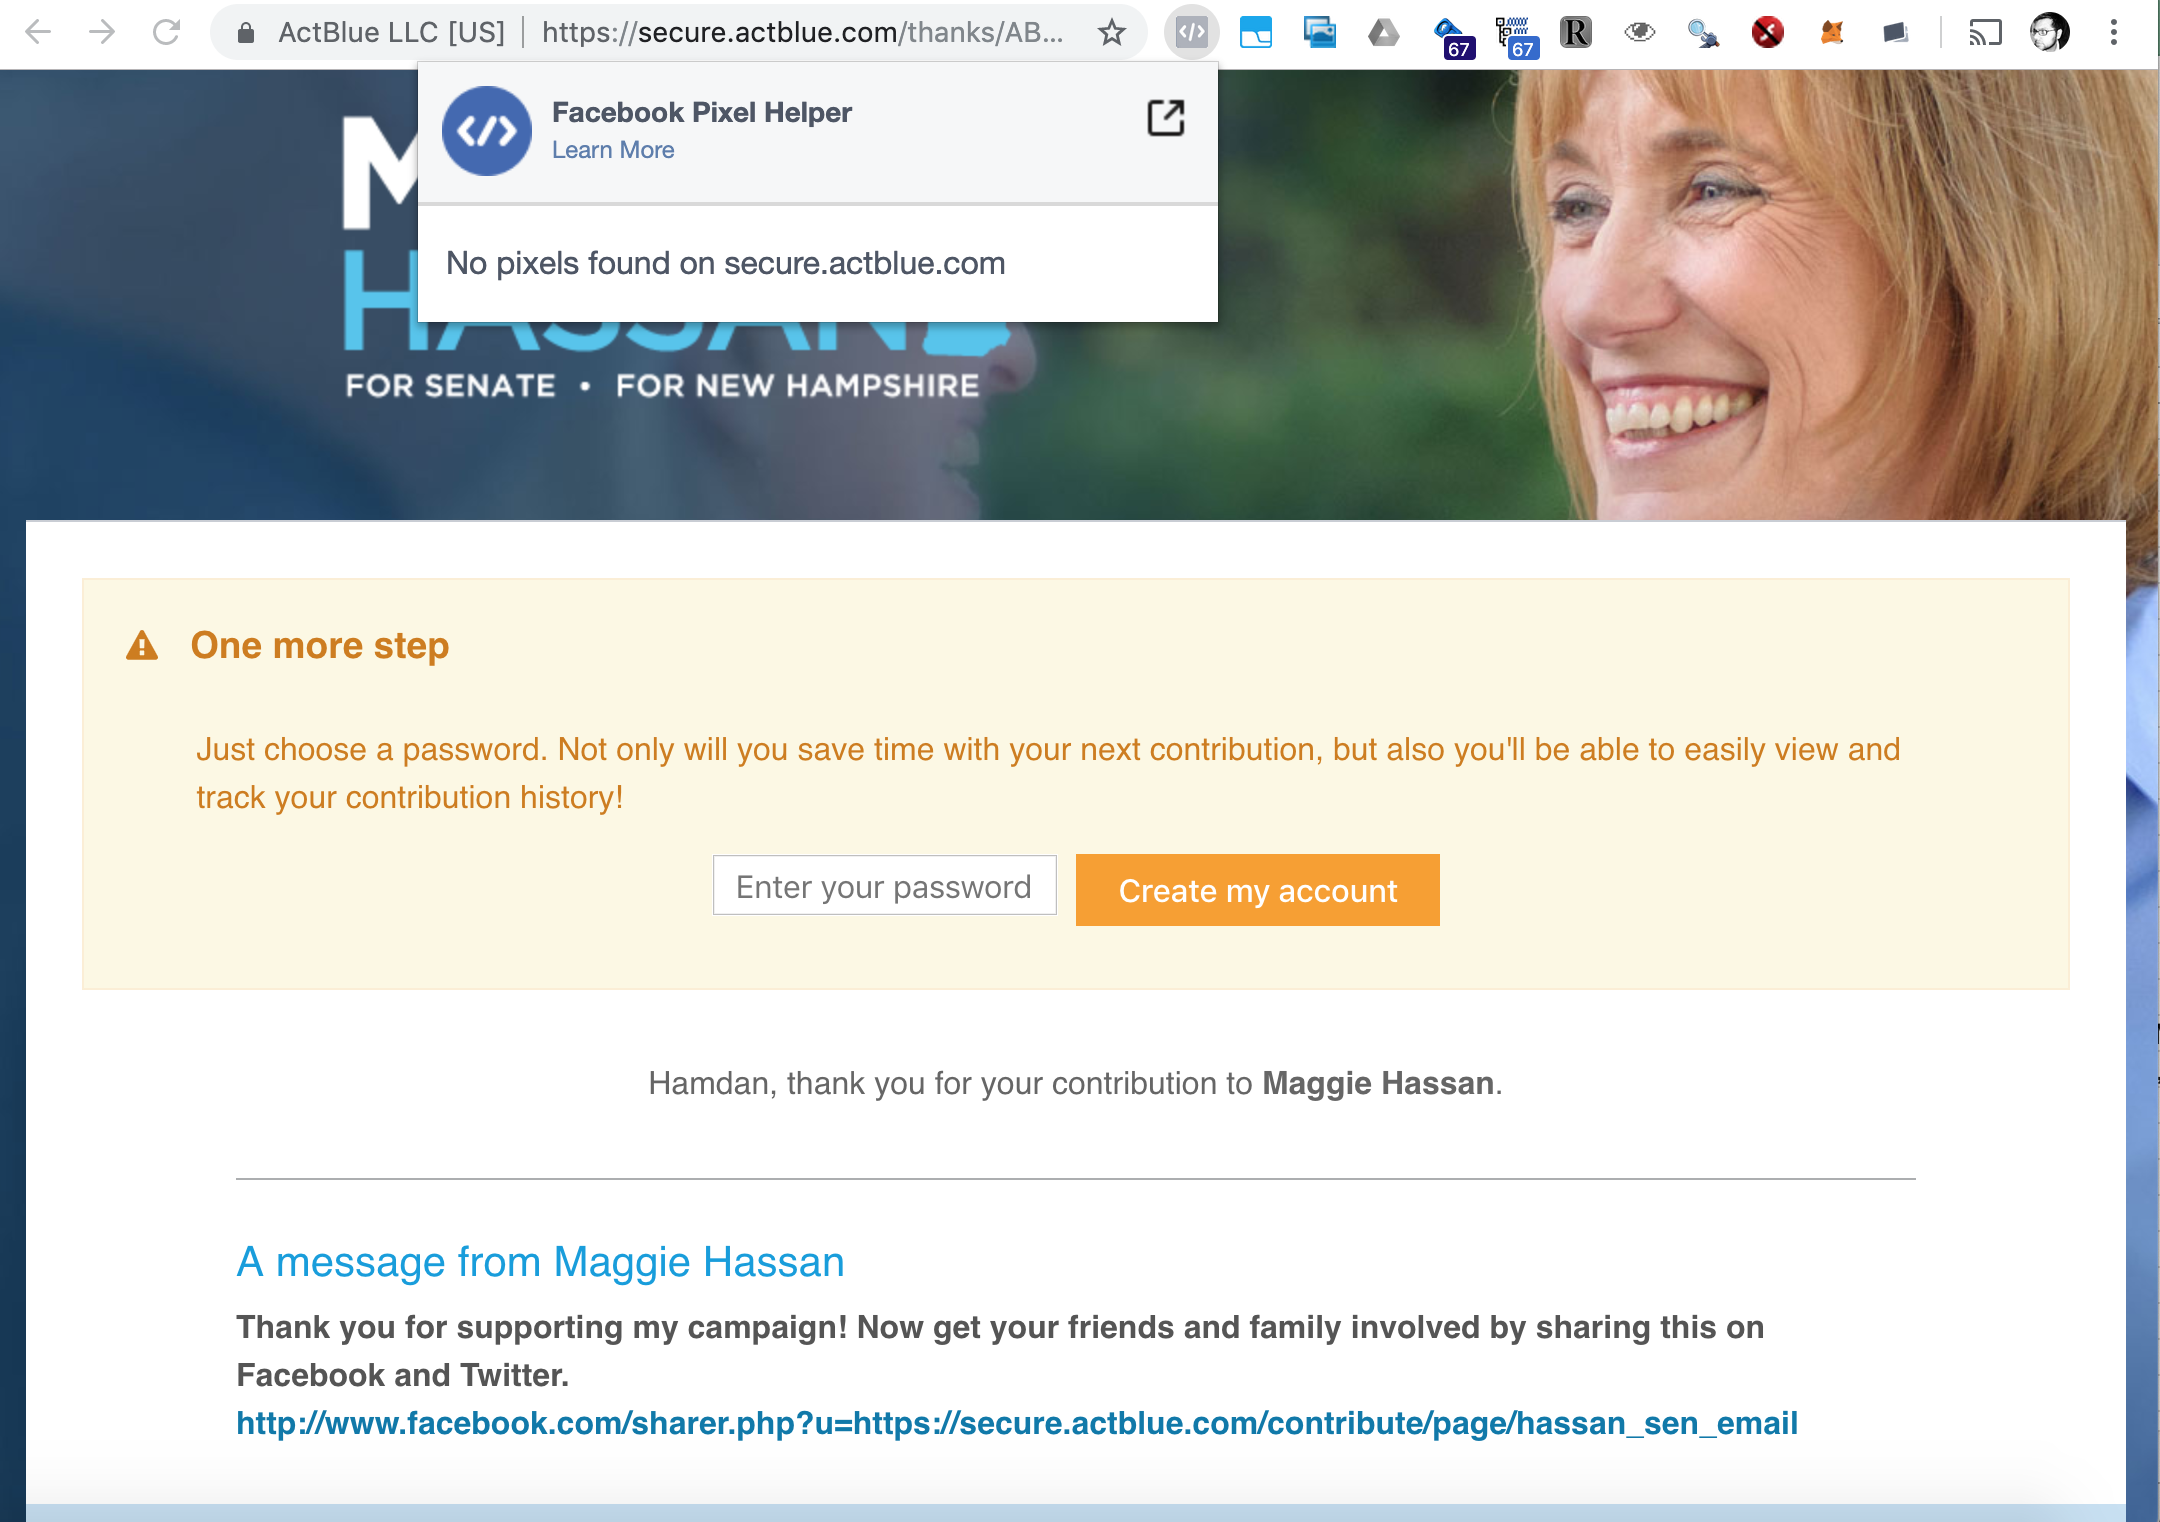 ActBlue LLC [US] https://secure.actblue.com/thanks/AB...
67
67
R
Facebook Pixel Helper
Learn More
No pixels found on secure.actblue.com
M
HASSAN
FOR SENATE • FOR NEW HAMPSHIRE
One more step
Just choose a password. Not only will you save time with your next contribution, but also you'll be able to easily view and
track your contribution history!
Enter your password
Create my account
Hamdan, thank you for your contribution to Maggie Hassan.
A message from Maggie Hassan
Thank you for supporting my campaign! Now get your friends and family involved by sharing this on
Facebook and Twitter.
http://www.facebook.com/sharer.php?u=https://secure.actblue.com/contribute/page/hassan_sen_email